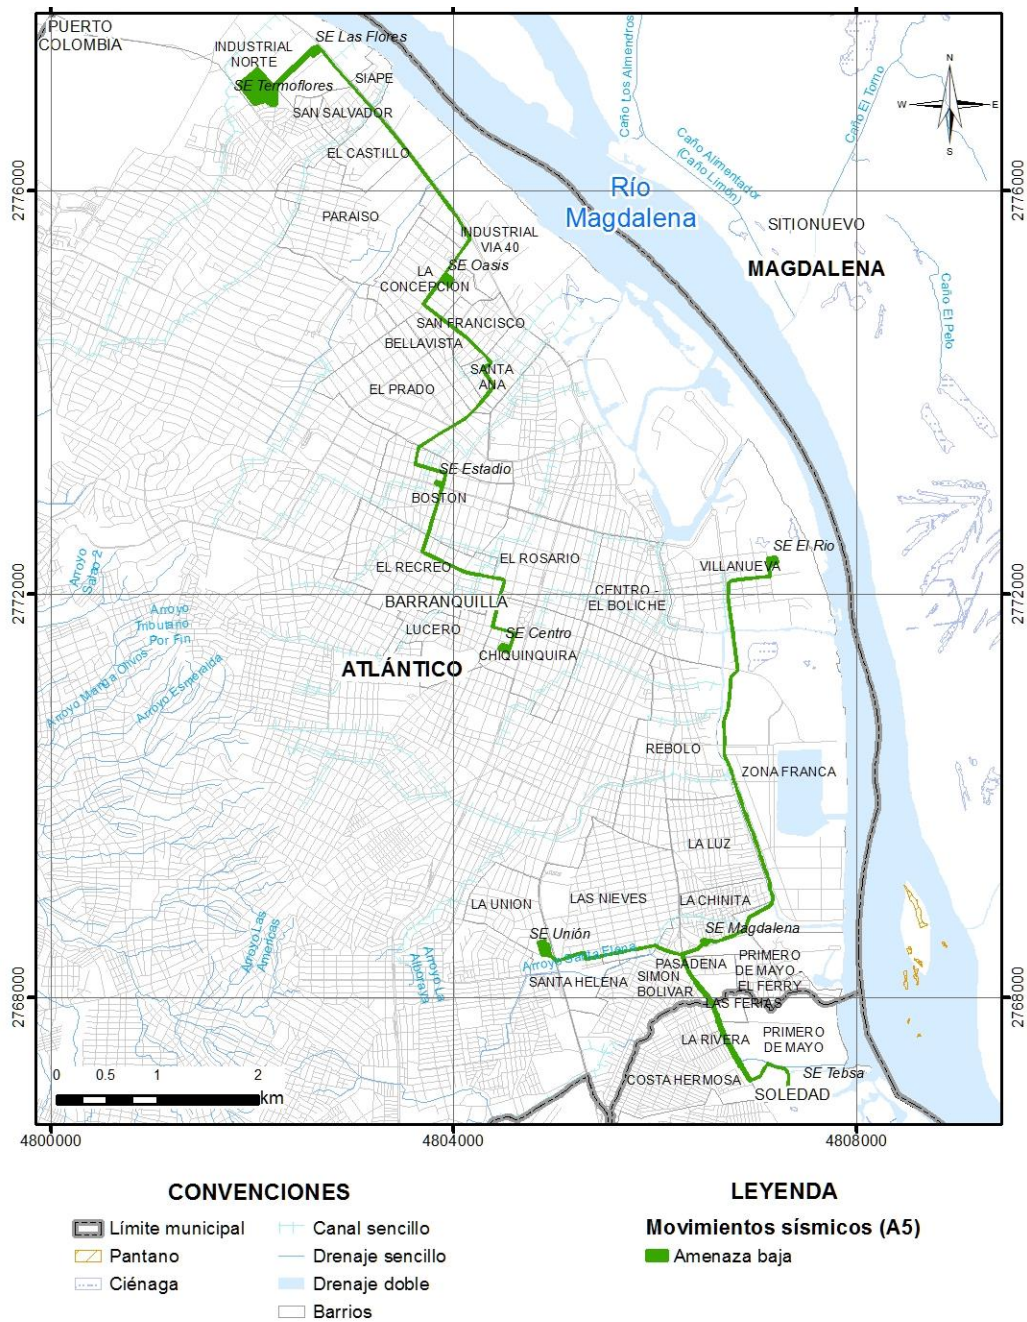 PUERTO
COLOMBIA
INDUSTRIAL
NORTE
SE Las Flores
SE Termoflores
SIAPE
SAN SALVADOR
EL CASTILLO
PARAISO
INDUSTRIAL
VIA 40
SE Oasis
LA
CONCEPCION
SAN FRANCISCO
BELLAVISTA
SANTA
ANA
EL PRADO
SE Estadio
BOSTON
EL ROSARIO
EL RECREO
BARRANQUILLA
LUCERO
SE Centro
CHIQUINQUIRA
ATLÁNTICO
CENTRO -
EL BOLICHE
SE El Rio
VILLANUEVA
REBOLO
ZONA FRANCA
LA LUZ
LAS NIEVES
LA CHINITA
LA UNION
SE Unión
SE Magdalena
Arroyo Santa Elena
PASADENA
SANTA HELENA
SIMON
BOLIVAR
PRIMERO
DE MAYO -
EL FERRY
LAS FERIAS
LA RIVERA
PRIMERO
DE MAYO
COSTA HERMOSA
SE Tebsa
SOLEDAD
Río
Magdalena
SITIONUEVO
MAGDALENA
Caño Los Almendros
Caño Alimentador
(Caño Limón)
Caño El Torno
Caño El Pelo
Arroyo
Salao 2
Arroyo
Tributario
Por Fin
Arroyo Manga Olivos
Arroyo Esmeralda
Arroyo Las
Americas
Arroyo La
Alboraya
N
W
E
S
2776000
2776000
2772000
2772000
2768000
2768000
0 0.5 1 2
km
4800000
4804000
4808000
CONVENCIONES
Límite municipal
Pantano
Ciénaga
Canal sencillo
Drenaje sencillo
Drenaje doble
Barrios
LEYENDA
Movimientos sísmicos (A5)
Amenaza baja